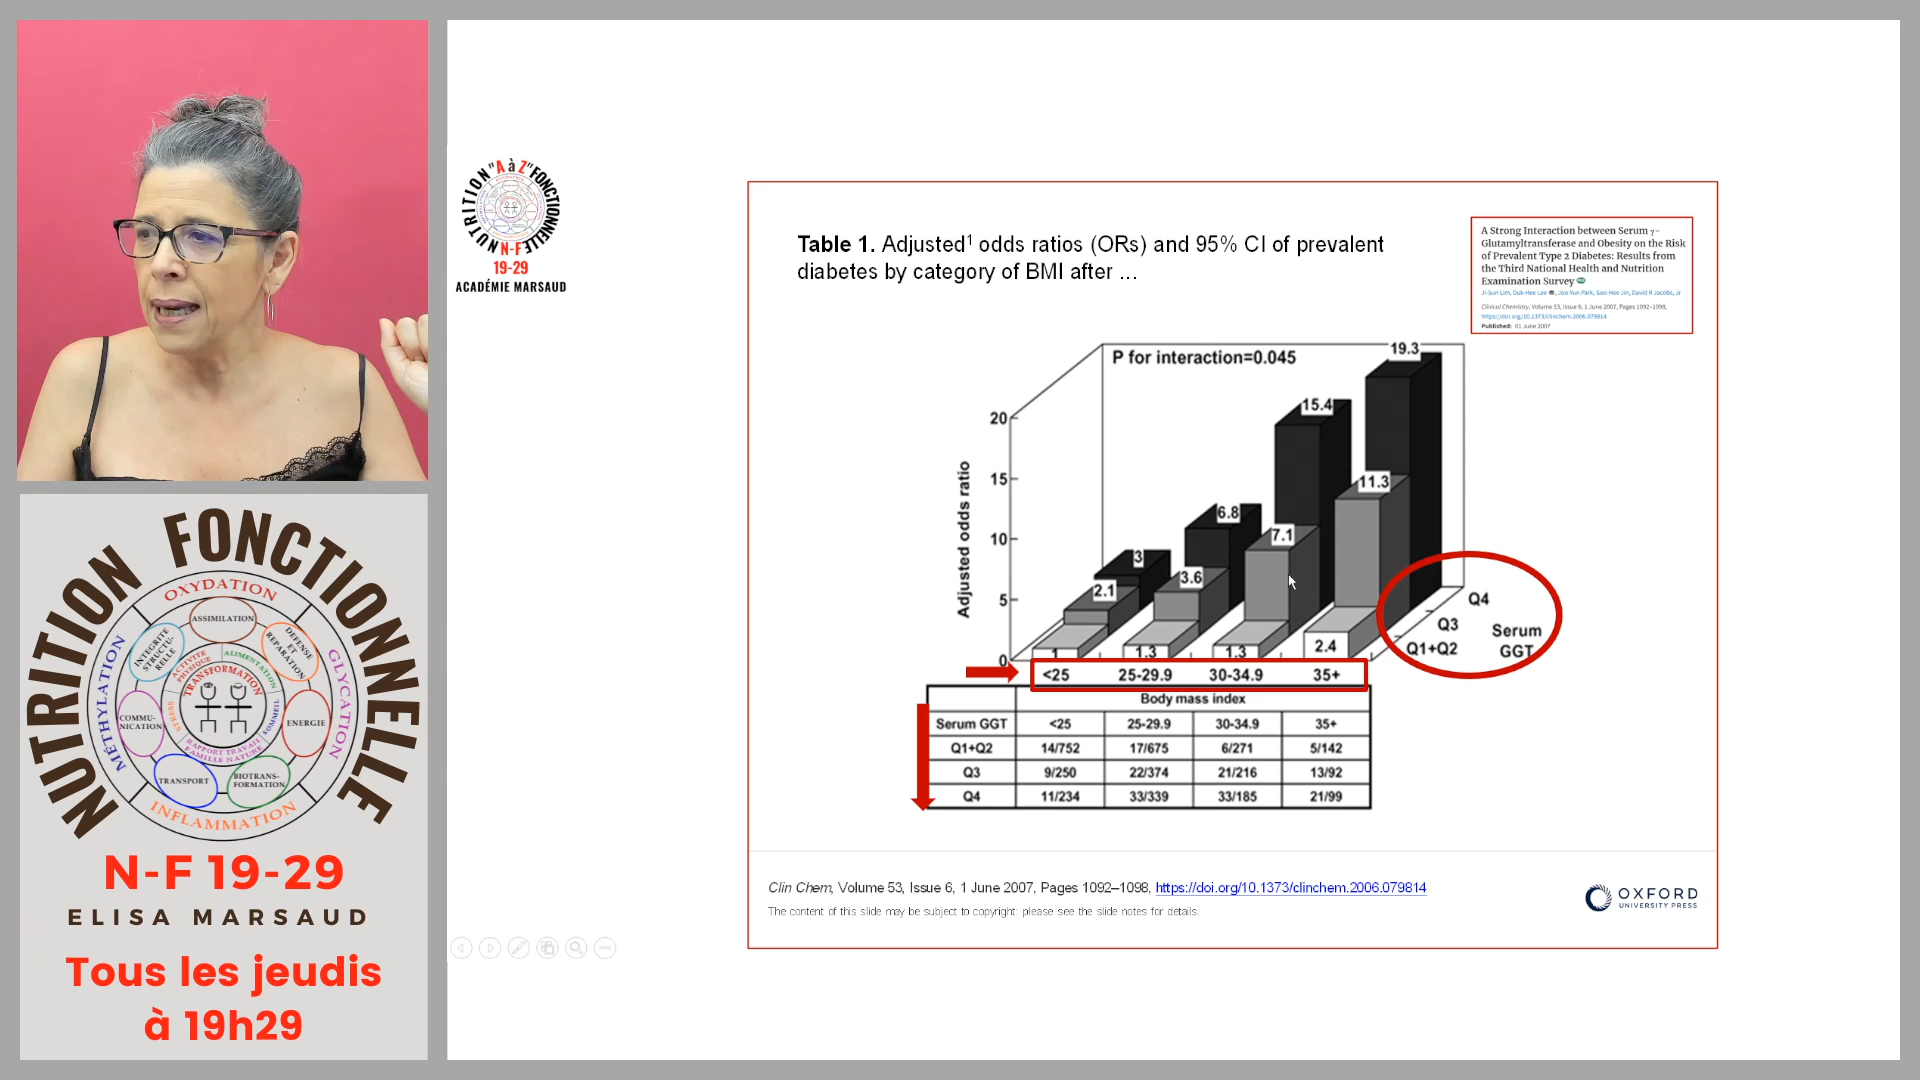 NUTRITION "A à Z" FONCTIONNELLE
N-F
19-29
ACADÉMIE MARSAUD
Table 1. Adjusted1 odds ratios (ORs) and 95% CI of prevalent
diabetes by category of BMI after ...
A Strong Interaction between Serum γ-
Glutamyltransferase and Obesity on the Risk
of Prevalent Type 2 Diabetes: Results from
the Third National Health and Nutrition
Examination Survey
Ji-Sun Lim, Duk-Hee Lee, Joo Yun Park, Soo-Hee Jin, David R Jacobs, Jr
Clinical Chemistry, Volume 53, Issue 6, 1 June 2007, Pages 1092–1098,
https://doi.org/10.1373/clinchem.2006.079814
Published: 01 June 2007
P for interaction=0.045
19.3
15.4
11.3
6.8
7.1
3
3.6
2.1
1
1.3
1.3
2.4
20
15
10
5
0
Adjusted odds ratio
Q4
Q3
Q1+Q2
Serum
GGT
<25 25-29.9 30-34.9 35+
Body mass index
Serum GGT <25 25-29.9 30-34.9 35+
Q1+Q2 14/752 17/675 6/271 5/142
Q3 9/250 22/374 21/216 13/92
Q4 11/234 33/339 33/185 21/99
Clin Chem, Volume 53, Issue 6, 1 June 2007, Pages 1092–1098, https://doi.org/10.1373/clinchem.2006.079814
The content of this slide may be subject to copyright: please see the slide notes for details.
OXFORD
UNIVERSITY PRESS
NUTRITION FONCTIONNELLE
OXYDATION
GLYCATION
INFLAMMATION
MÉTHYLATION
ASSIMILATION
DEFENSE
ET
REPARATION
ENERGIE
BIOTRANS-
FORMATION
TRANSPORT
COMMU-
NICATION
INTEGRITE
STRUCTU-
RELLE
ACTIVITE
PHYSIQUE
ALIMENTATION
SOMMEIL
RAPPORT TRAVAIL
FAMILLE NATURE
STRESS
TRANSFORMATION
N-F 19-29
ELISA MARSAUD
Tous les jeudis
à 19h29